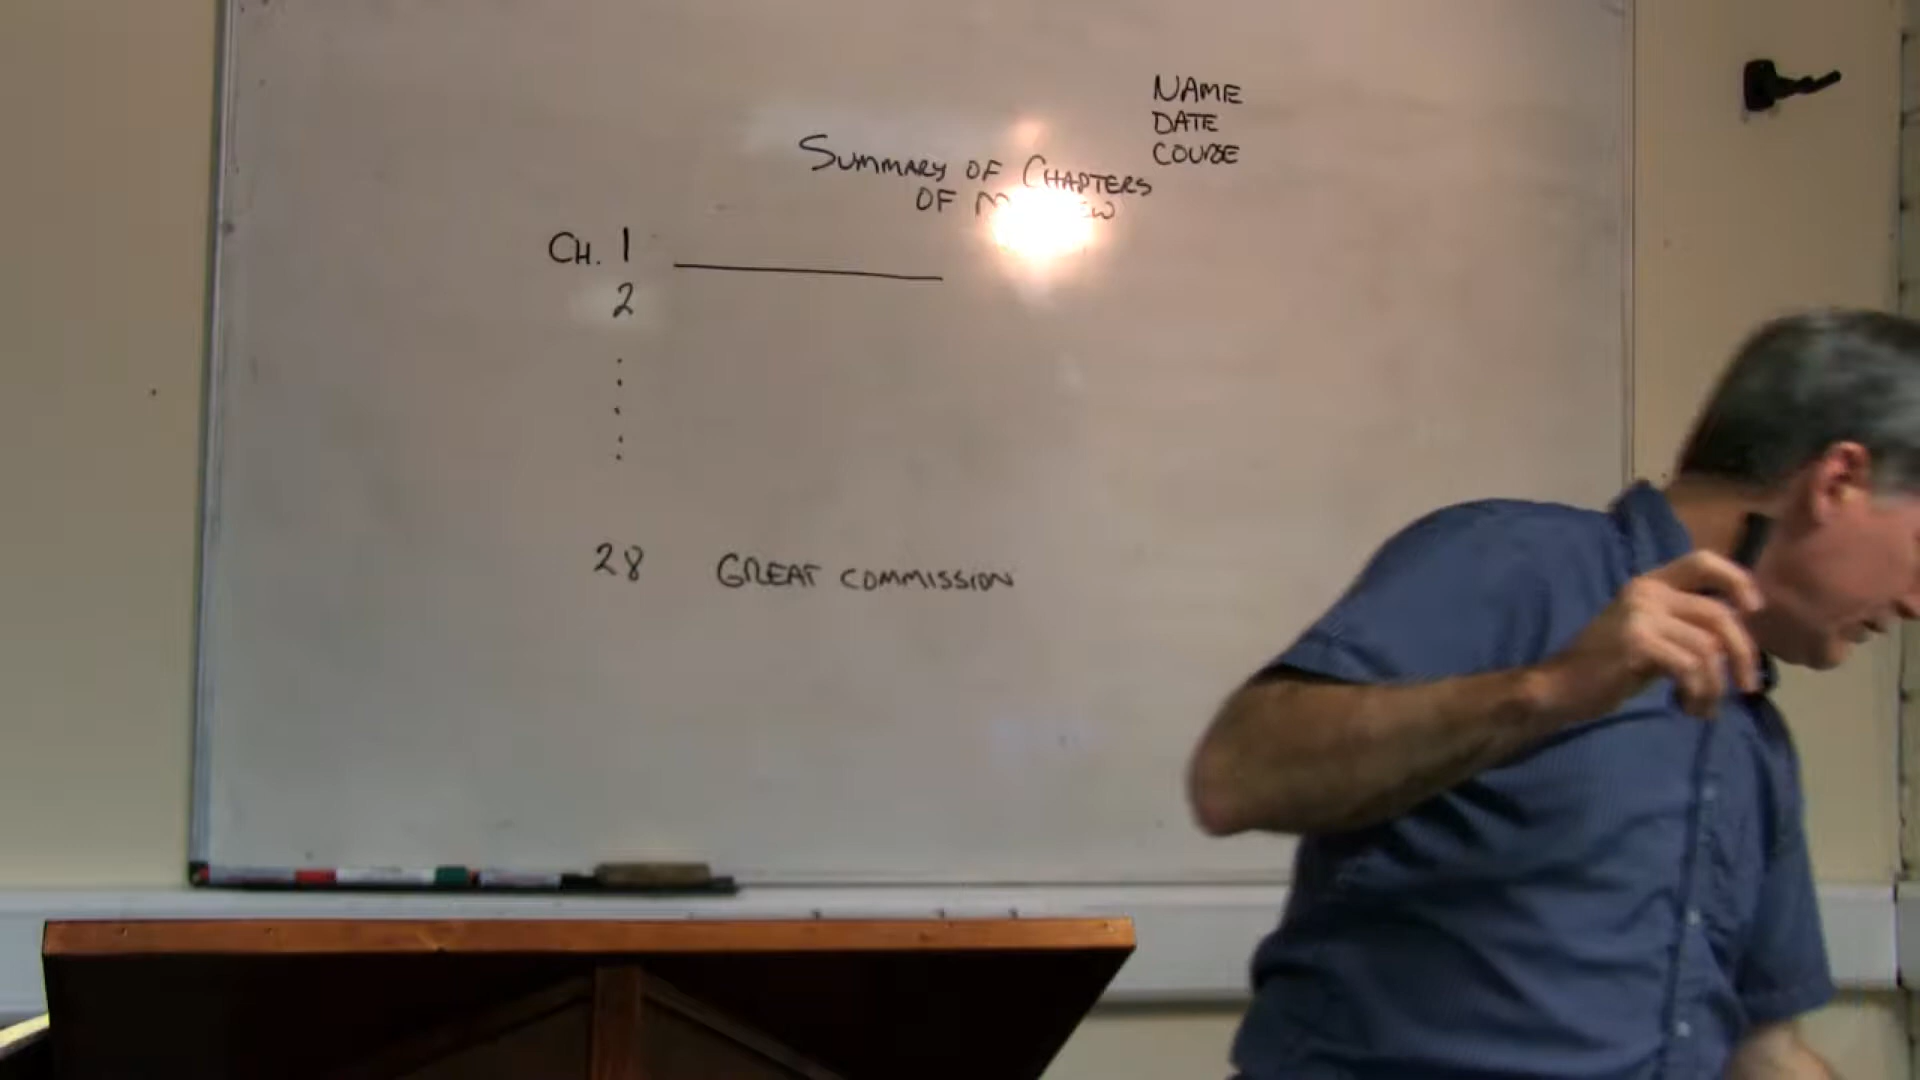 NAME
DATE
COURSE
SUMMARY OF CHAPTERS
OF
CH. 1
2
28 GREAT COMMISSION